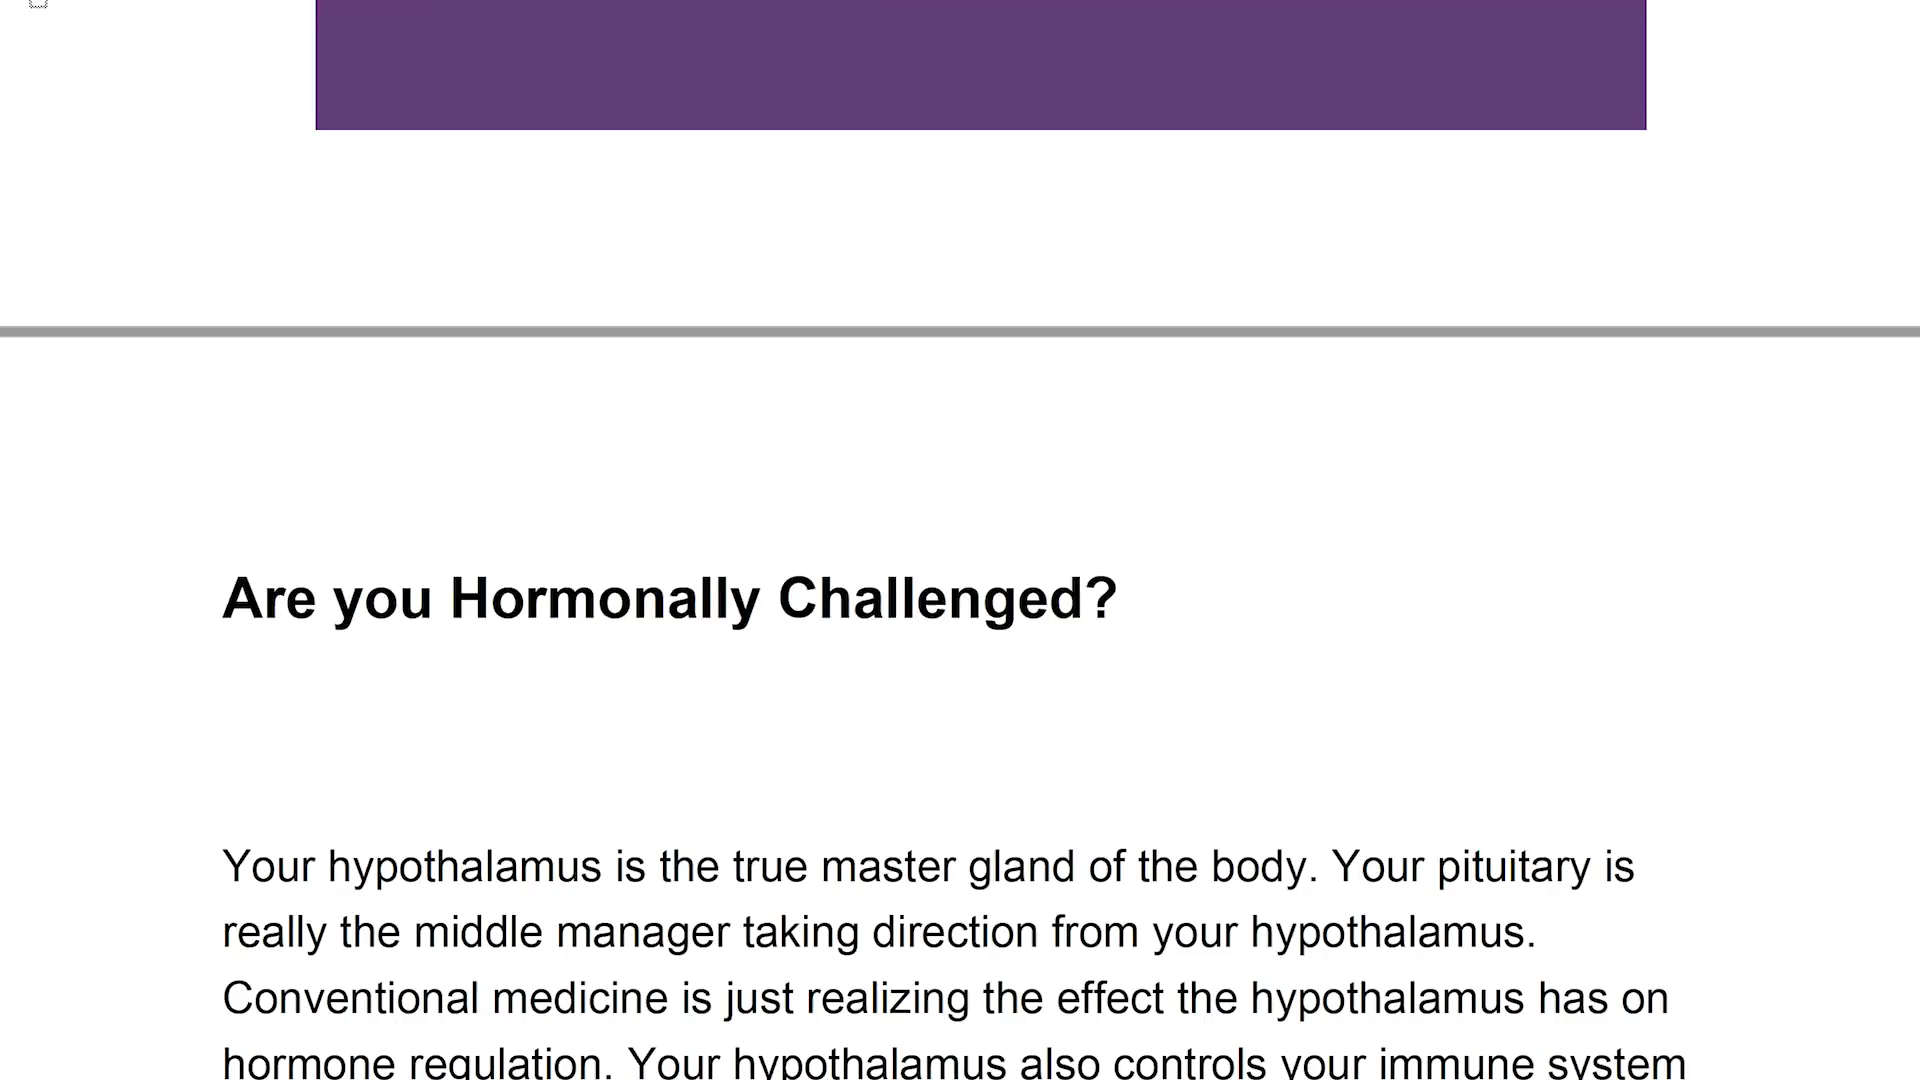 Are you Hormonally Challenged?
Your hypothalamus is the true master gland of the body. Your pituitary is
really the middle manager taking direction from your hypothalamus.
Conventional medicine is just realizing the effect the hypothalamus has on
hormone regulation. Your hypothalamus also controls your immune system